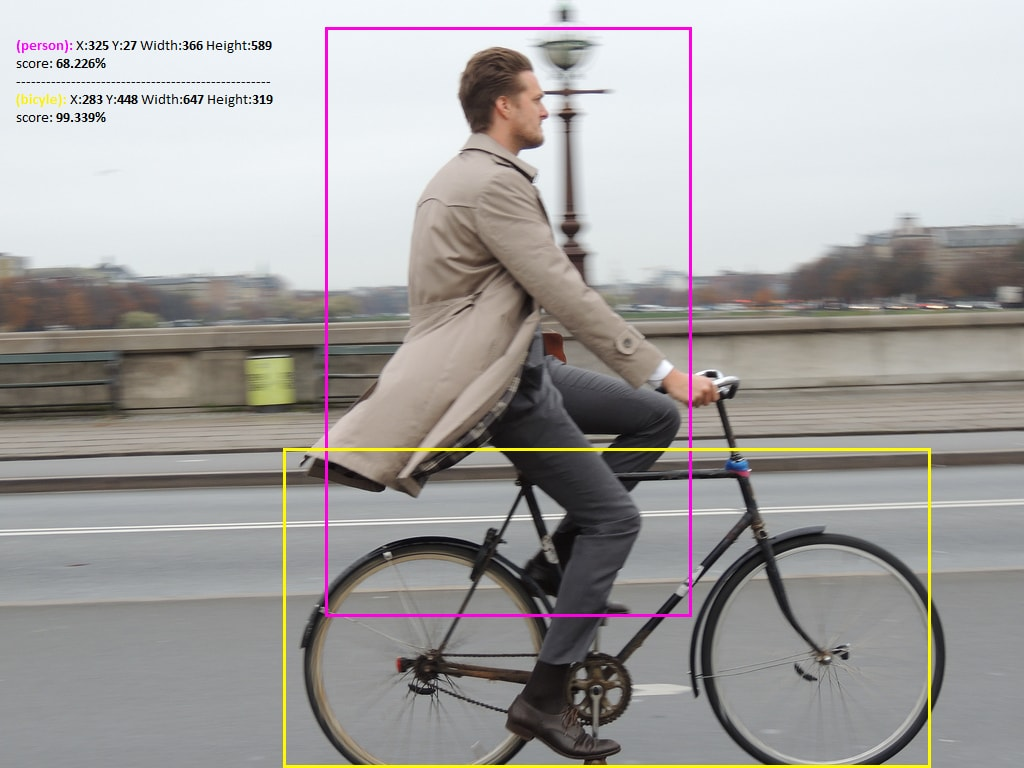 (person): X:325 Y:27 Width:366 Height:589
score: 68.226%
---------------------------------------------------
(bicyle): X:283 Y:448 Width:647 Height:319
score: 99.339%